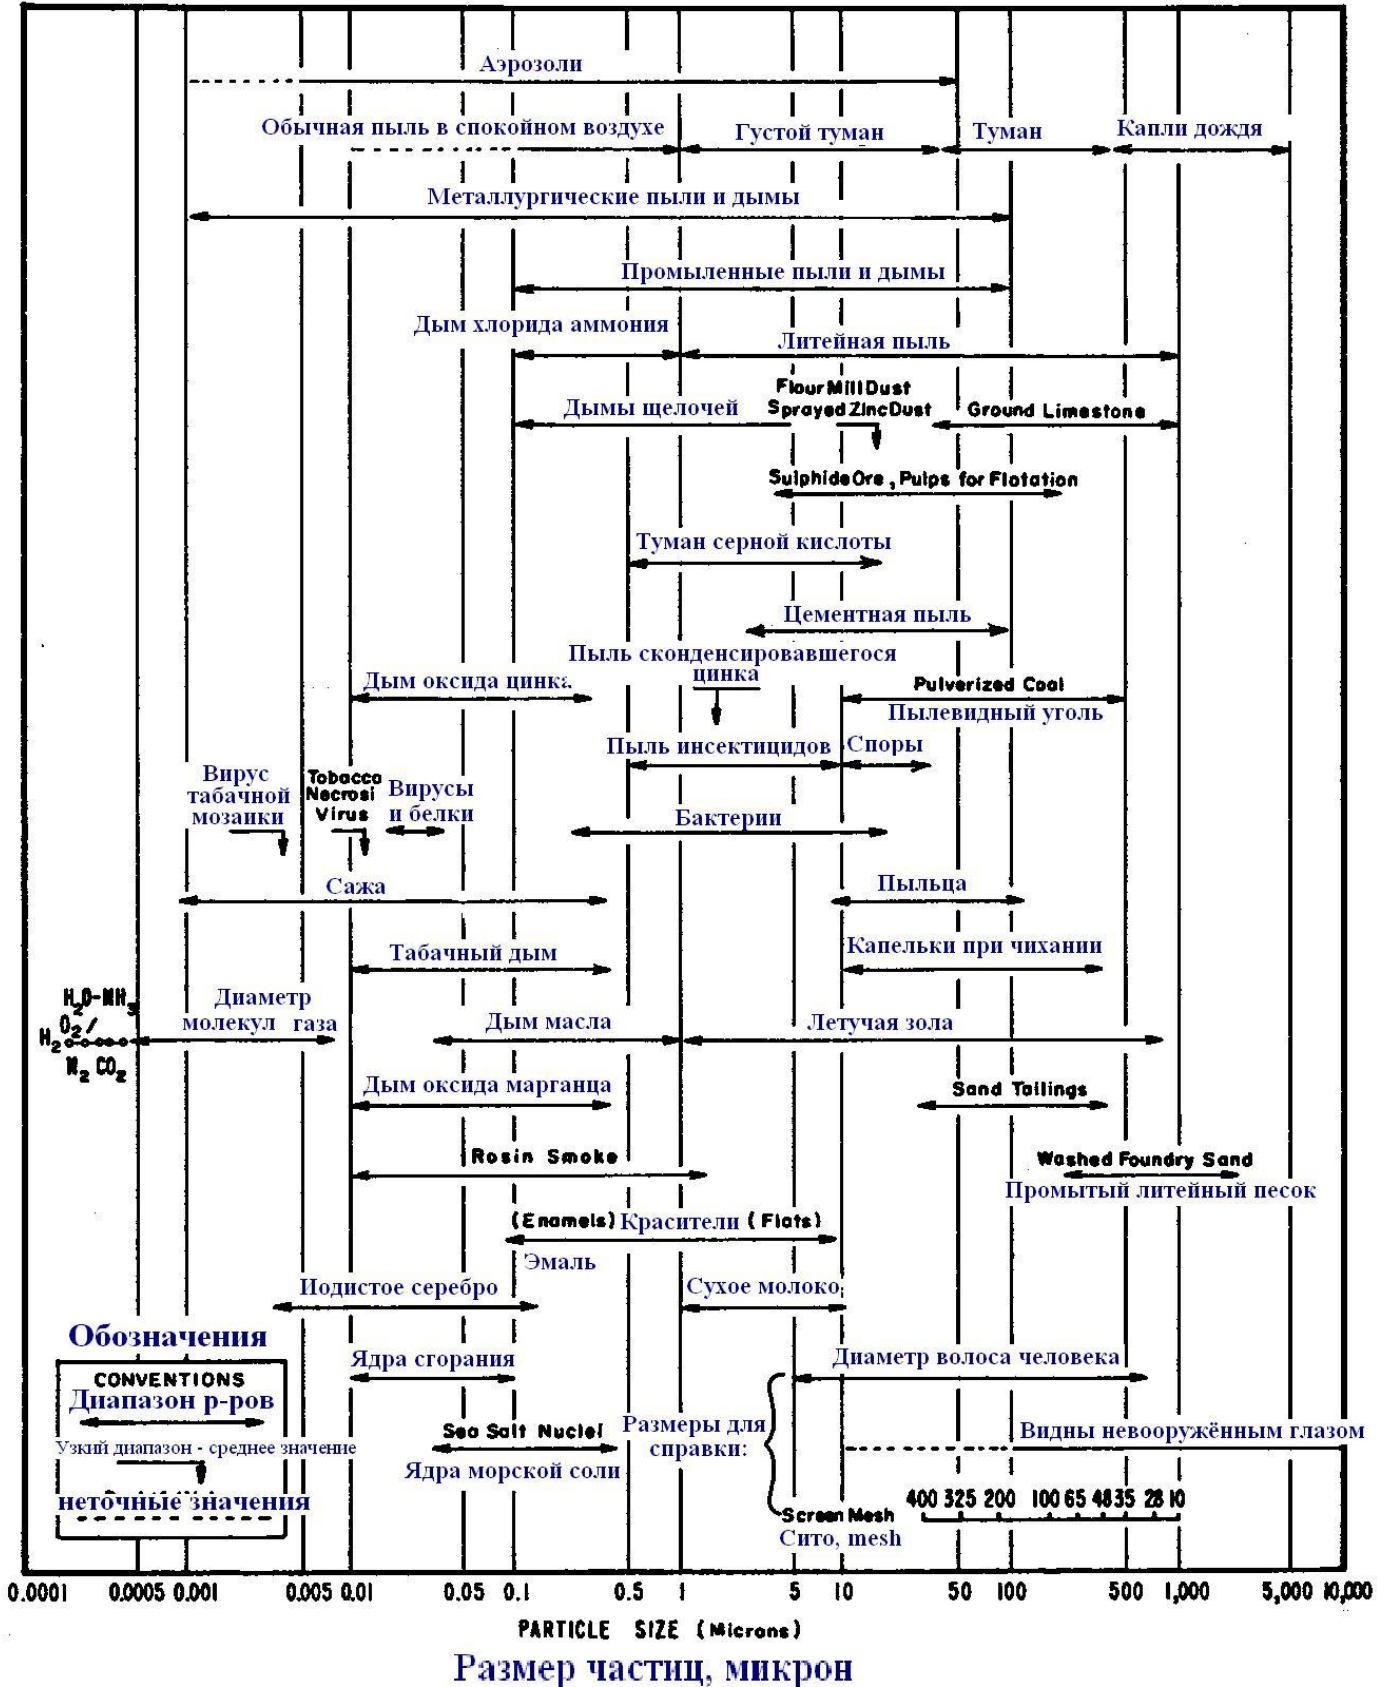 Аэрозоли
Обычная пыль в спокойном воздухе
Густой туман
Туман
Капли дождя
Металлургические пыли и дымы
Промыленные пыли и дымы
Дым хлорида аммония
Литейная пыль
Flour Mill Dust
Дымы щелочей
Sprayed Zinc Dust
Ground Limestone
Sulphide Ore, Pulps for Flotation
Туман серной кислоты
Цементная пыль
Пыль сконденсировавшегося
цинка
Дым оксида цинка
Pulverized Coal
Пылевидный уголь
Пыль инсектицидов
Споры
Вирус
табачной
мозаики
Tobacco
Necrosi
Virus
Вирусы
и белки
Бактерии
Сажа
Пыльца
Табачный дым
Капельки при чихании
H2O-NH3
O2/
H2
N2 CO2
Диаметр
молекул газа
Дым масла
Летучая зола
Дым оксида марганца
Sand Tailings
Rosin Smoke
Washed Foundry Sand
Промытый литейный песок
(Enamels) Красители (Flats)
Эмаль
Иодистое серебро
Сухое молоко
Обозначения
CONVENTIONS
Диапазон р-ров
Узкий диапазон - среднее значение
неточные значения
Ядра сгорания
Диаметр волоса человека
Sea Salt Nuclei
Ядра морской соли
Размеры для
справки:
Видны невооружённым глазом
400 325 200 100 65 48 35 28 10
Screen Mesh
Сито, mesh
0.0001 0.0005 0.001 0.005 0.01 0.05 0.1 0.5 1 5 10 50 100 500 1,000 5,000 10,000
PARTICLE SIZE (Microns)
Размер частиц, микрон